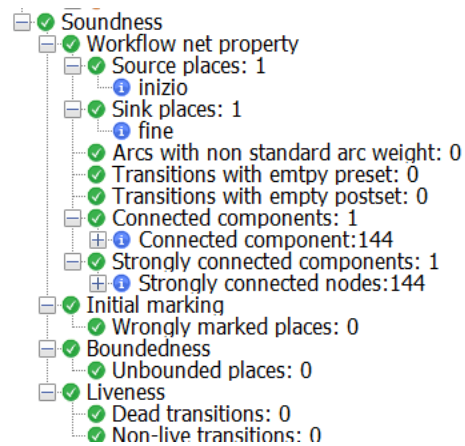 Soundness
Workflow net property
Source places: 1
inizio
Sink places: 1
fine
Arcs with non standard arc weight: 0
Transitions with emtpy preset: 0
Transitions with empty postset: 0
Connected components: 1
Connected component:144
Strongly connected components: 1
Strongly connected nodes:144
Initial marking
Wrongly marked places: 0
Boundedness
Unbounded places: 0
Liveness
Dead transitions: 0
Non-live transitions: 0